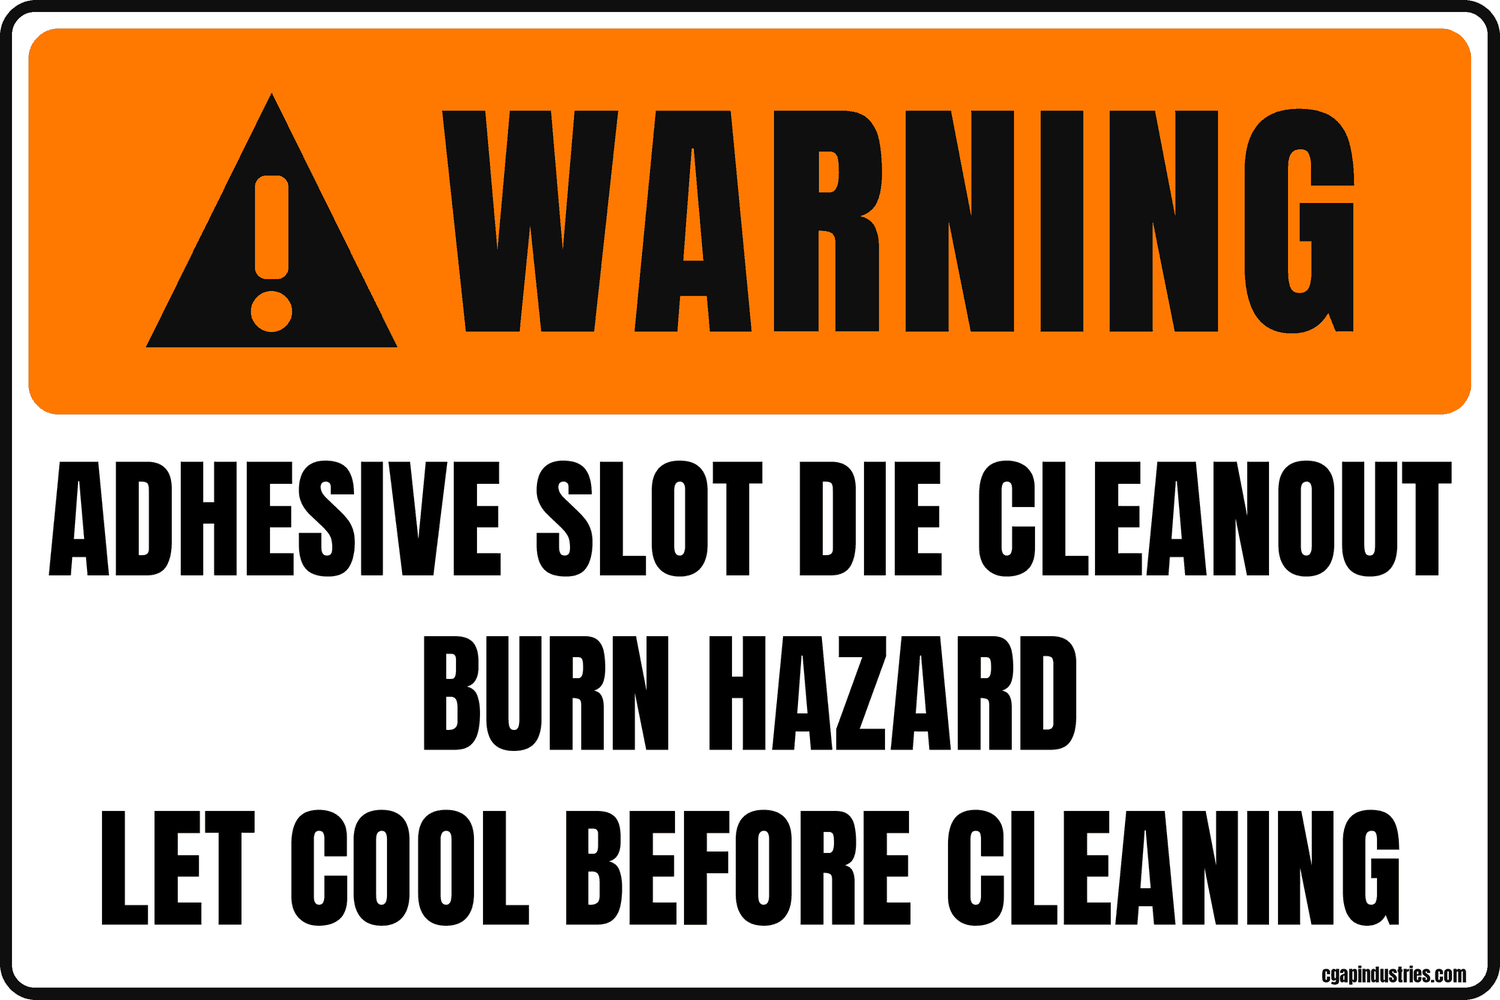 WARNING
ADHESIVE SLOT DIE CLEANOUT
BURN HAZARD
LET COOL BEFORE CLEANING
cgapindustries.com